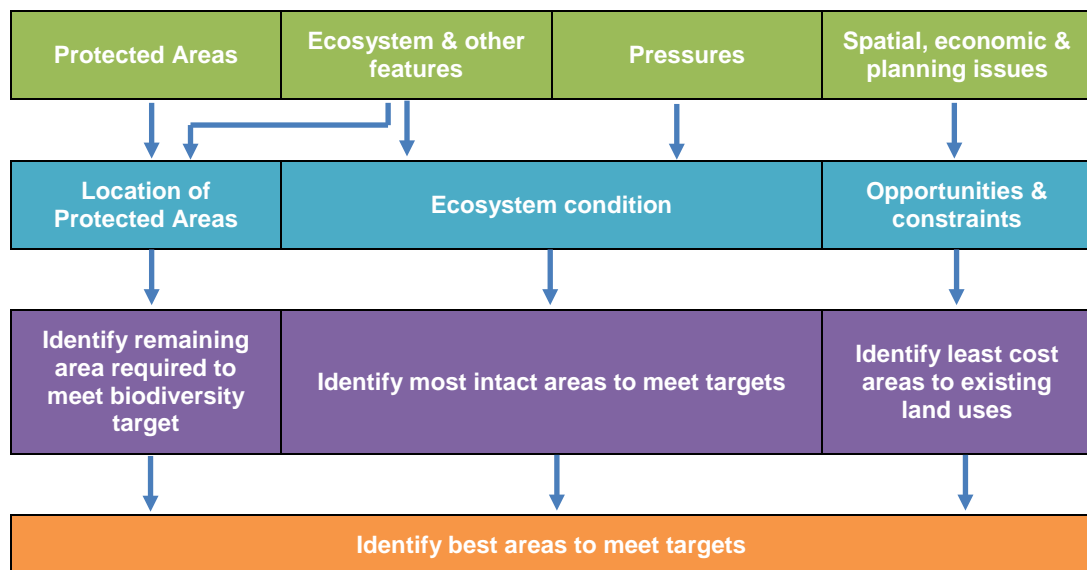 Protected Areas
Ecosystem & other
features
Pressures
Spatial, economic &
planning issues
Location of
Protected Areas
Ecosystem condition
Opportunities &
constraints
Identify remaining
area required to
meet biodiversity
target
Identify most intact areas to meet targets
Identify least cost
areas to existing
land uses
Identify best areas to meet targets